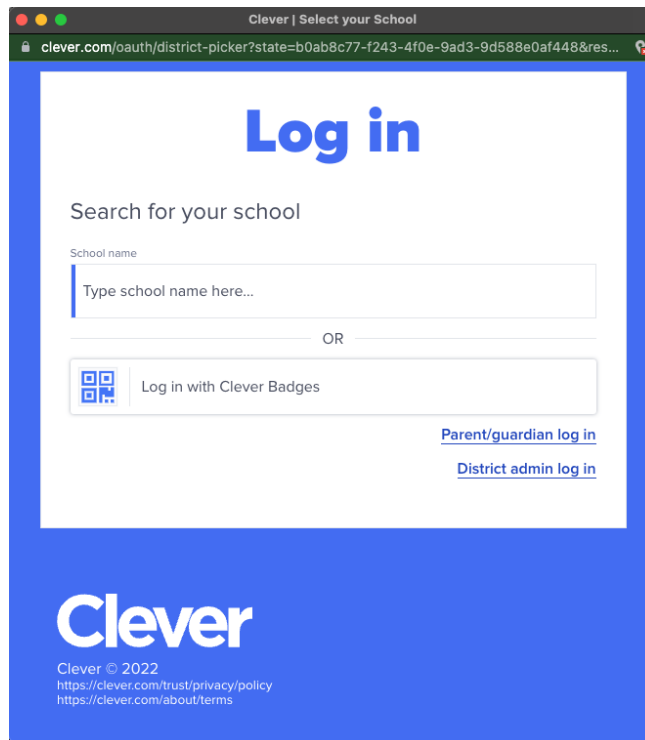 Clever | Select your School
clever.com/oauth/district-picker?state=b0ab8c77-f243-4f0e-9ad3-9d588e0af448&res...
Log in
Search for your school
School name
Type school name here...
OR
Log in with Clever Badges
Parent/guardian log in
District admin log in
Clever
Clever © 2022
https://clever.com/trust/privacy/policy
https://clever.com/about/terms